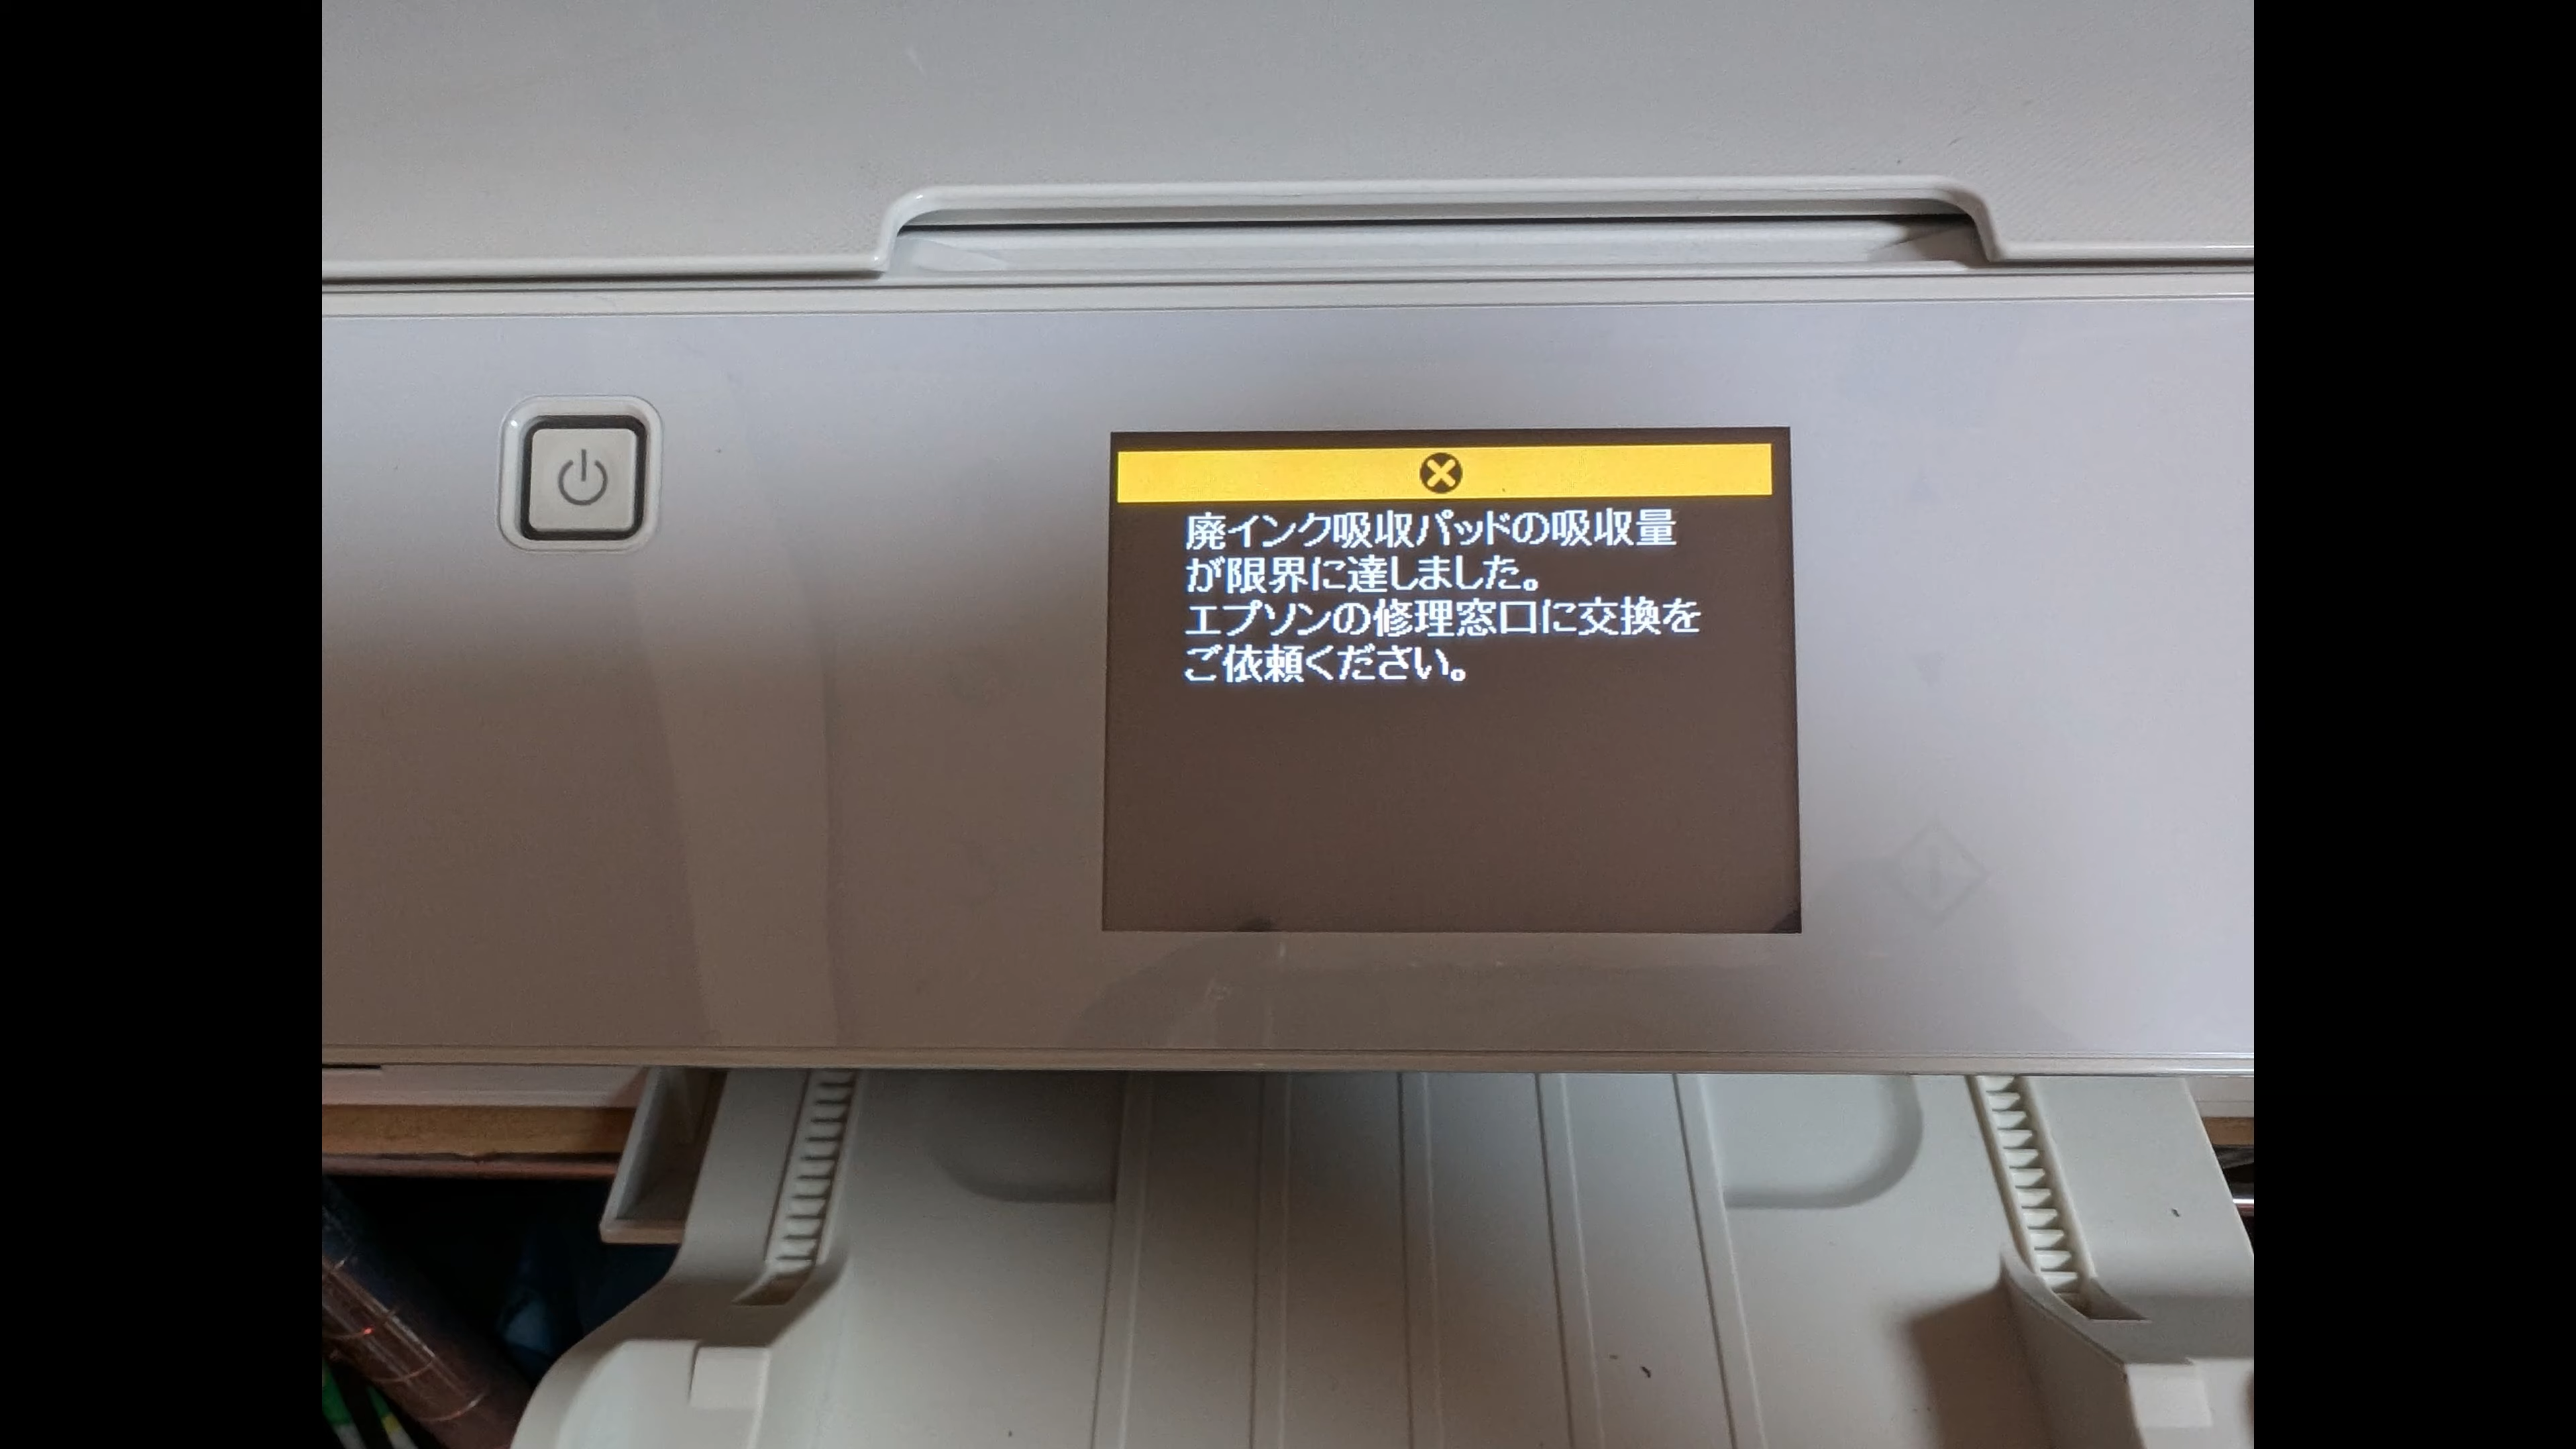 廃インク吸収パッドの吸収量
が限界に達しました。
エプソンの修理窓口に交換を
ご依頼ください。